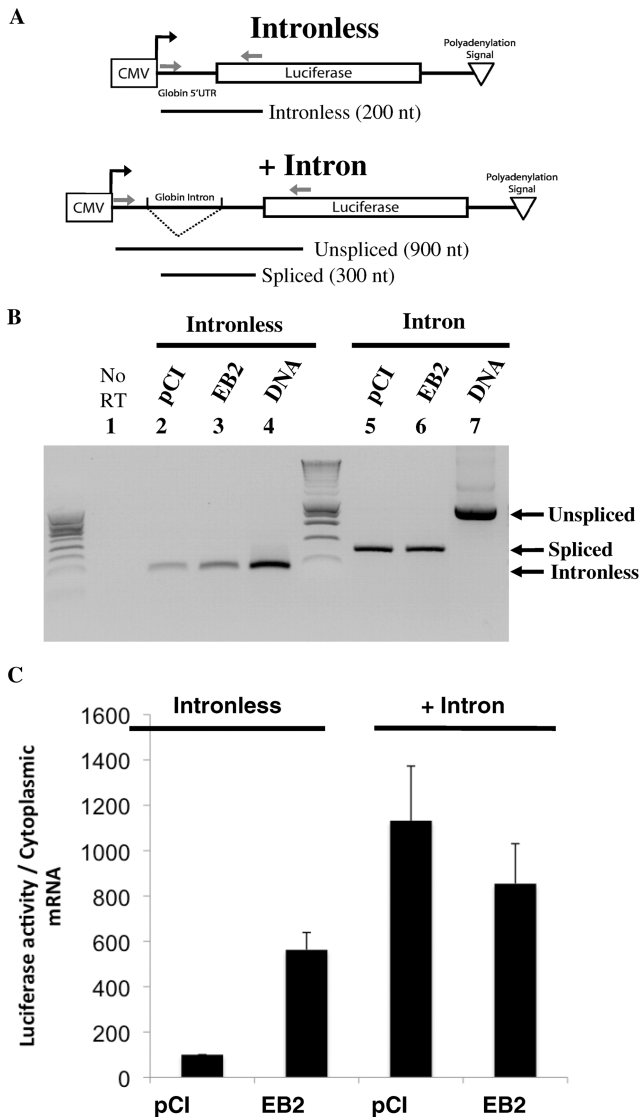 A
Intronless
Polyadenylation
Signal
CMV
Luciferase
Globin 5'UTR
Intronless (200 nt)
+ Intron
Polyadenylation
Signal
Globin Intron
CMV
Luciferase
Unspliced (900 nt)
Spliced (300 nt)
B
Intronless
Intron
No
RT
pCI
EB2
DNA
pCI
EB2
DNA
1 2 3 4 5 6 7
Unspliced
Spliced
Intronless
C
Intronless
+ Intron
Luciferase activity / Cytoplasmic
mRNA
1600
1400
1200
1000
800
600
400
200
0
pCI EB2 pCI EB2